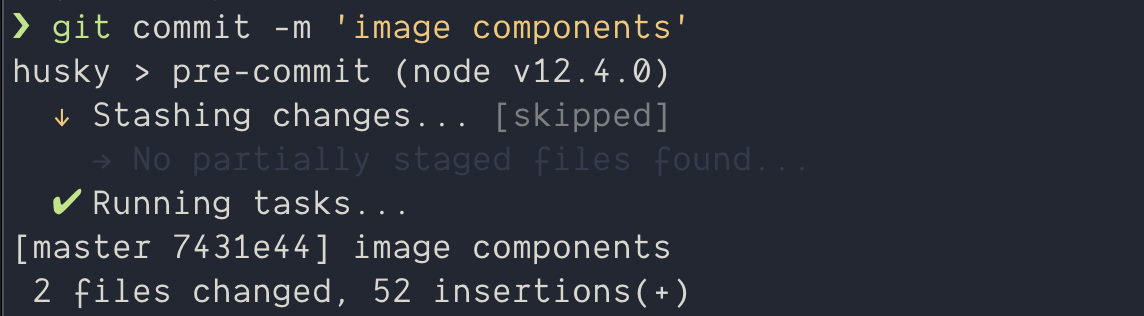 ❯ git commit -m 'image components'
husky > pre-commit (node v12.4.0)
↓ Stashing changes... [skipped]
→ No partially staged files found...
✔ Running tasks...
[master 7431e44] image components
2 files changed, 52 insertions(+)